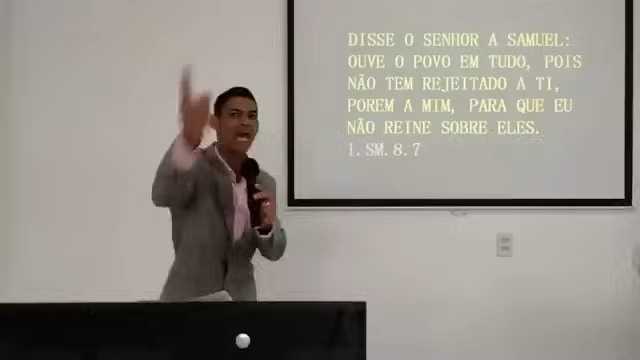 DISSE O SENHOR A SAMUEL:
OUVE O POVO EM TUDO, POIS
NÃO TEM REJEITADO A TI,
POREM A MIM, PARA QUE EU
NÃO REINE SOBRE ELES.
1.SM.8.7